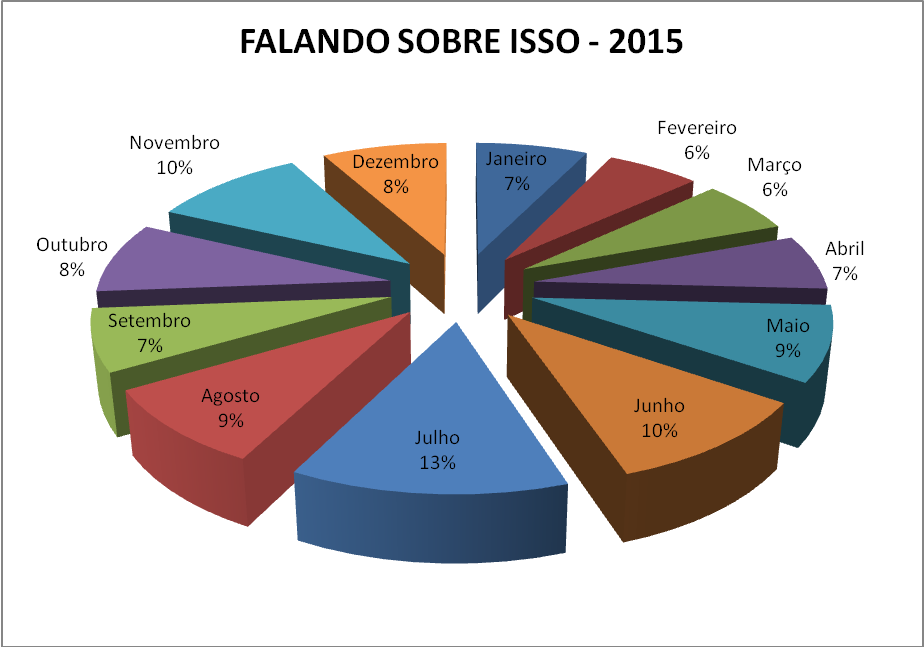 FALANDO SOBRE ISSO - 2015
Janeiro
7%
Fevereiro
6%
Março
6%
Abril
7%
Maio
9%
Junho
10%
Julho
13%
Agosto
9%
Setembro
7%
Outubro
8%
Novembro
10%
Dezembro
8%